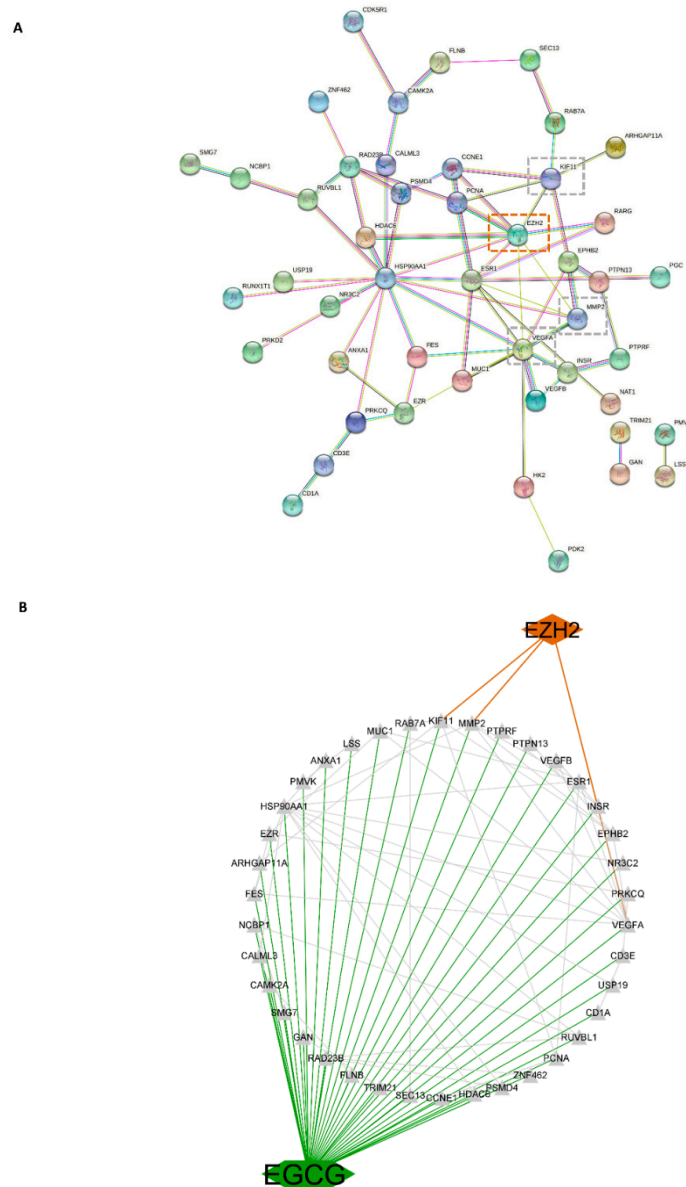 A
CDK5R1
FLNB
SEC13
ZNF462
CAMK2A
RAB7A
ARHGAP11A
SMG7
NCBP1
RAD23B
CALML3
CCNE1
KIF11
RUVBL1
PSMD4
PCNA
EZH2
RARG
HDAC6
EPHB2
HSP90AA1
ESR1
PTPN13
PGC
USP19
RUNX1T1
NR3C2
MMP2
PRKD2
ANXA1
FES
VEGFA
INSR
PTPRF
MUC1
VEGFB
NAT1
EZR
PRKCQ
TRIM21
PMV
CD3E
GAN
LSS
CD1A
HK2
PDK2
B
EZH2
KIF11
MMP2
RAB7A
PTPRF
MUC1
PTPN13
LSS
VEGFB
ANXA1
ESR1
PMVK
INSR
HSP90AA1
EPHB2
EZR
NR3C2
ARHGAP11A
PRKCQ
FES
VEGFA
NCBP1
CD3E
CALML3
USP19
CAMK2A
CD1A
SMG7
RUVBL1
GAN
PCNA
RAD23B
ZNF462
FLNB
PSMD4
TRIM21
HDAC6
SEC13
CCNE1
EGCG